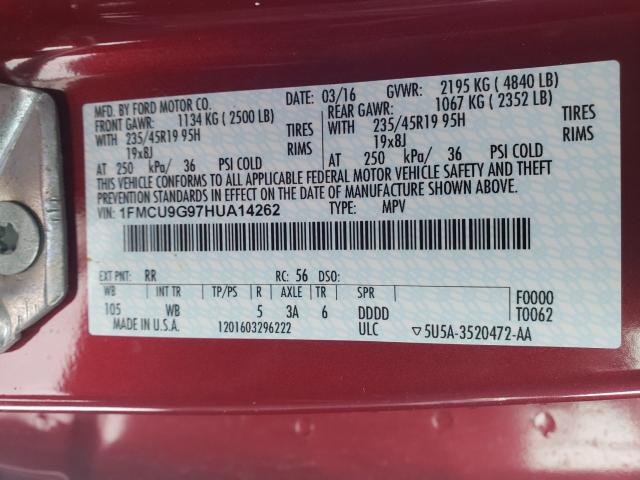 MFD. BY FORD MOTOR CO.
DATE: 03/16 GVWR: 2195 KG ( 4840 LB)
FRONT GAWR: 1134 KG ( 2500 LB) REAR GAWR: 1067 KG ( 2352 LB)
WITH 235/45R19 95H TIRES WITH 235/45R19 95H TIRES
19x8J RIMS 19x8J RIMS
AT 250 kPa/ 36 PSI COLD AT 250 kPa/ 36 PSI COLD
THIS VEHICLE CONFORMS TO ALL APPLICABLE FEDERAL MOTOR VEHICLE SAFETY AND THEFT
PREVENTION STANDARDS IN EFFECT ON THE DATE OF MANUFACTURE SHOWN ABOVE.
VIN: 1FMCU9G97HUA14262 TYPE: MPV
EXT PNT: RR RC: 56 DSO:
WB INT TR TP/PS R AXLE TR SPR F0000
105 WB 5 3A 6 DDDD T0062
MADE IN U.S.A. 1201603296222 ULC ▽5U5A-3520472-AA